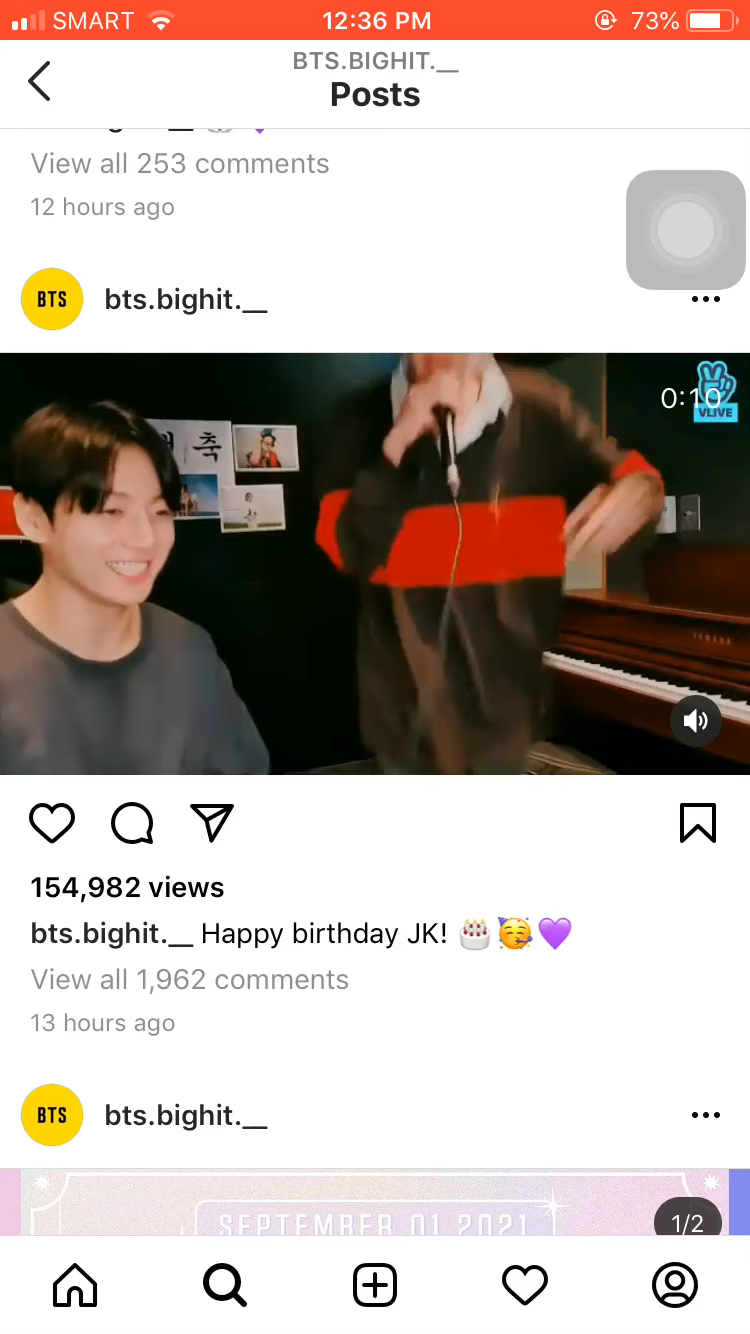 SMART 12:36 PM 73%
BTS.BIGHIT.__
Posts
View all 253 comments
12 hours ago
BTS bts.bighit.__
0:10
VLIVE
축
YAMAHA
154,982 views
bts.bighit.__ Happy birthday JK! 🎂🥳💜
View all 1,962 comments
13 hours ago
BTS bts.bighit.__
SEPTEMBER 01 2021
1/2